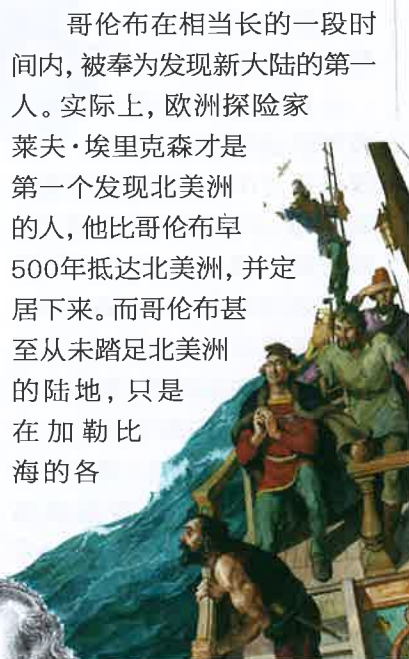 哥伦布在相当长的一段时
间内，被奉为发现新大陆的第一
人。实际上，欧洲探险家
莱夫·埃里克森才是
第一个发现北美洲
的人，他比哥伦布早
500年抵达北美洲，并定
居下来。而哥伦布甚
至从未踏足北美洲
的陆地，只是
在加勒比
海的各